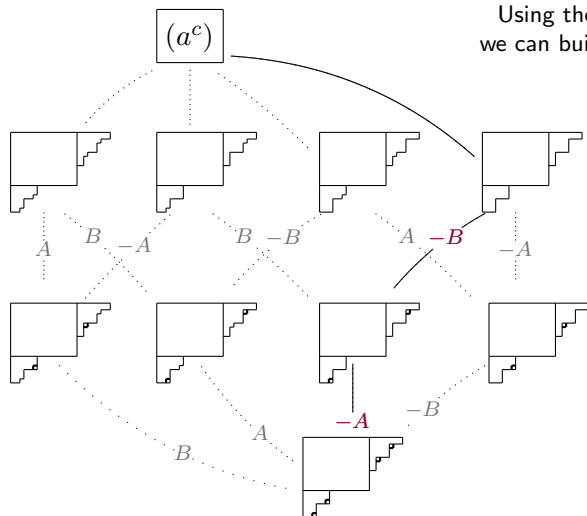 Using the
we can bui
(a^c)
A B −A B −B A −B −A
B A −A −B